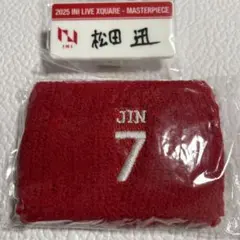 2025 INI LIVE XQUARE - MASTERPIECE
INI
松田 迅
JIN
7